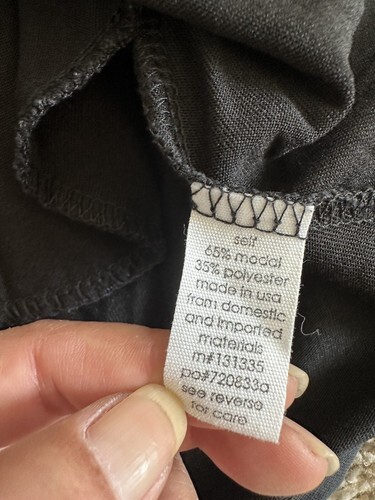 self
65% modal
35% polyester
made in usa
from domestic
and imported
materials
m#131335
po#720833a
see reverse
for care